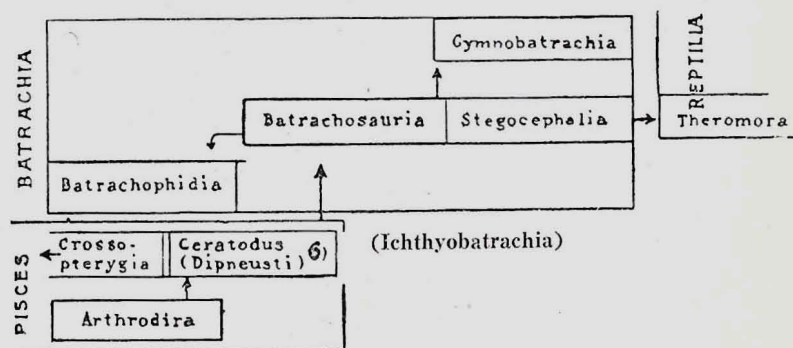 Gymnobatrachia
REPTILIA
BATRACHIA
Batrachosauria
Stegocephalia
Theromora
Batrachophidia
(Ichthyobatrachia)
PISCES
Crosso-
pterygia
Ceratodus
(Dipneusti) 6)
Arthrodira